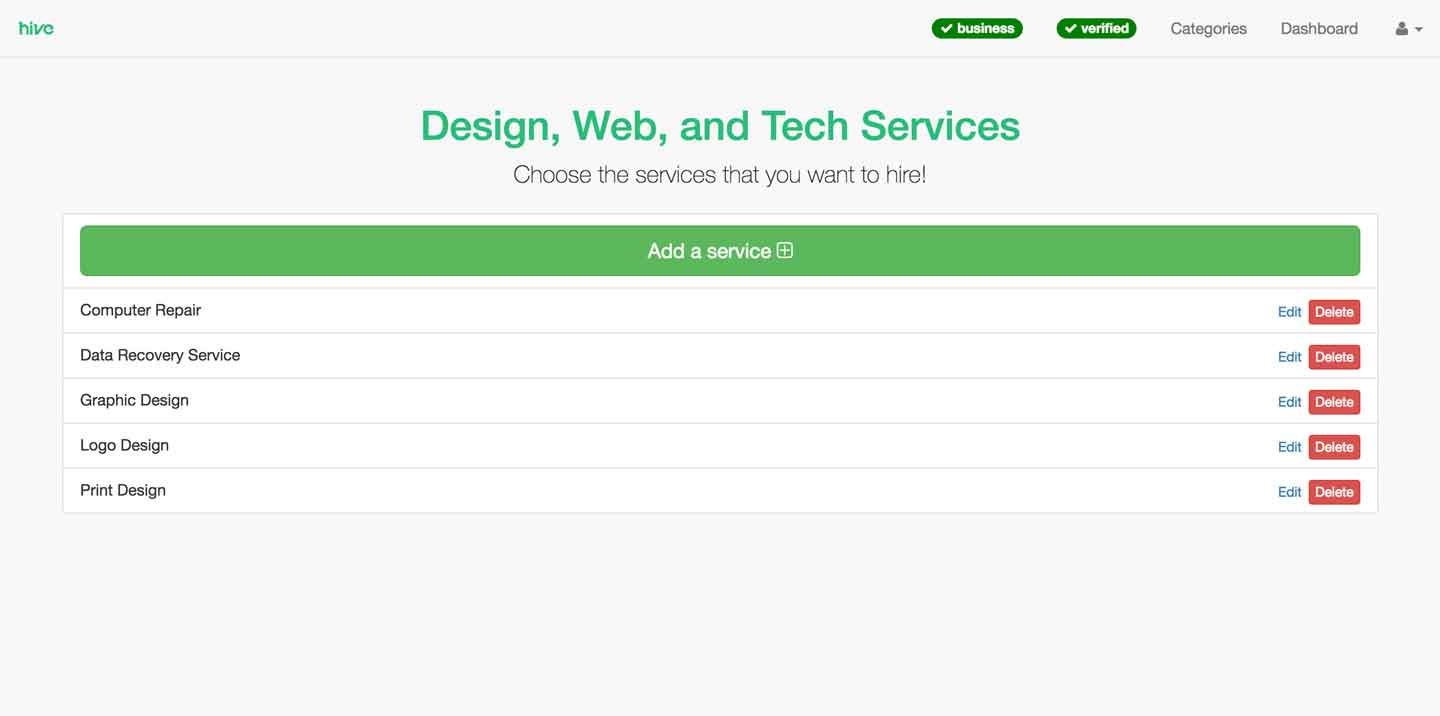 hive
business
verified
Categories
Dashboard
Design, Web, and Tech Services
Choose the services that you want to hire!
Add a service
Computer Repair
Edit Delete
Data Recovery Service
Edit Delete
Graphic Design
Edit Delete
Logo Design
Edit Delete
Print Design
Edit Delete